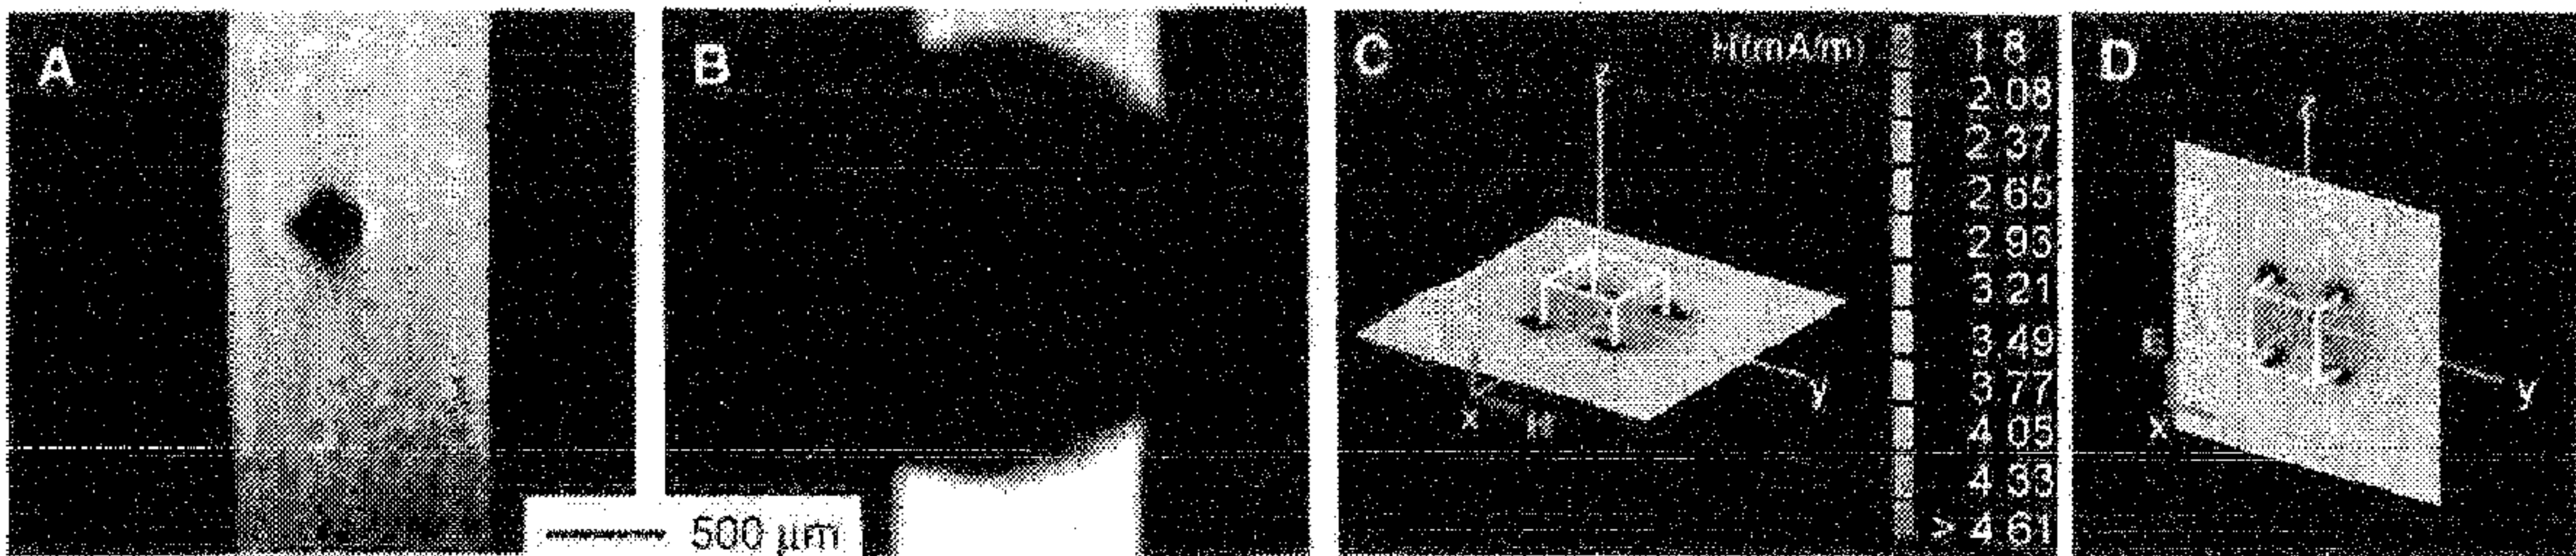 A
B
500 μm
C
H(mA/m)
z
x
H
y
1 8
2 08
2 37
2 65
2 93
3 21
3.49
3 77
4 05
4 33
> 4 61
D
z
E
x
y